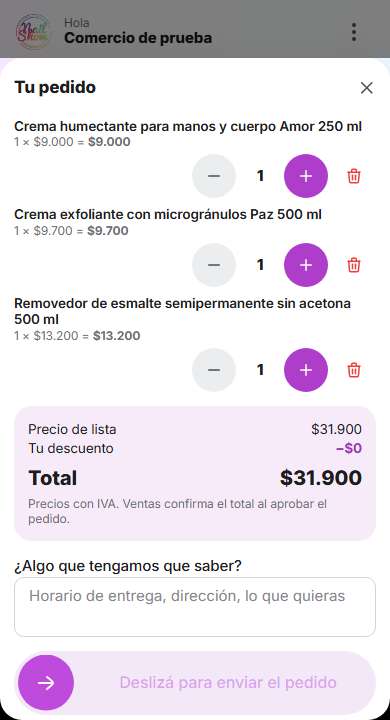 Nail
Show
Hola
Comercio de prueba
Tu pedido
Crema humectante para manos y cuerpo Amor 250 ml
1 × $9.000 = $9.000
1
Crema exfoliante con microgránulos Paz 500 ml
1 × $9.700 = $9.700
1
Removedor de esmalte semipermanente sin acetona
500 ml
1 × $13.200 = $13.200
1
Precio de lista $31.900
Tu descuento −$0
Total $31.900
Precios con IVA. Ventas confirma el total al aprobar el
pedido.
¿Algo que tengamos que saber?
Horario de entrega, dirección, lo que quieras
Deslizá para enviar el pedido